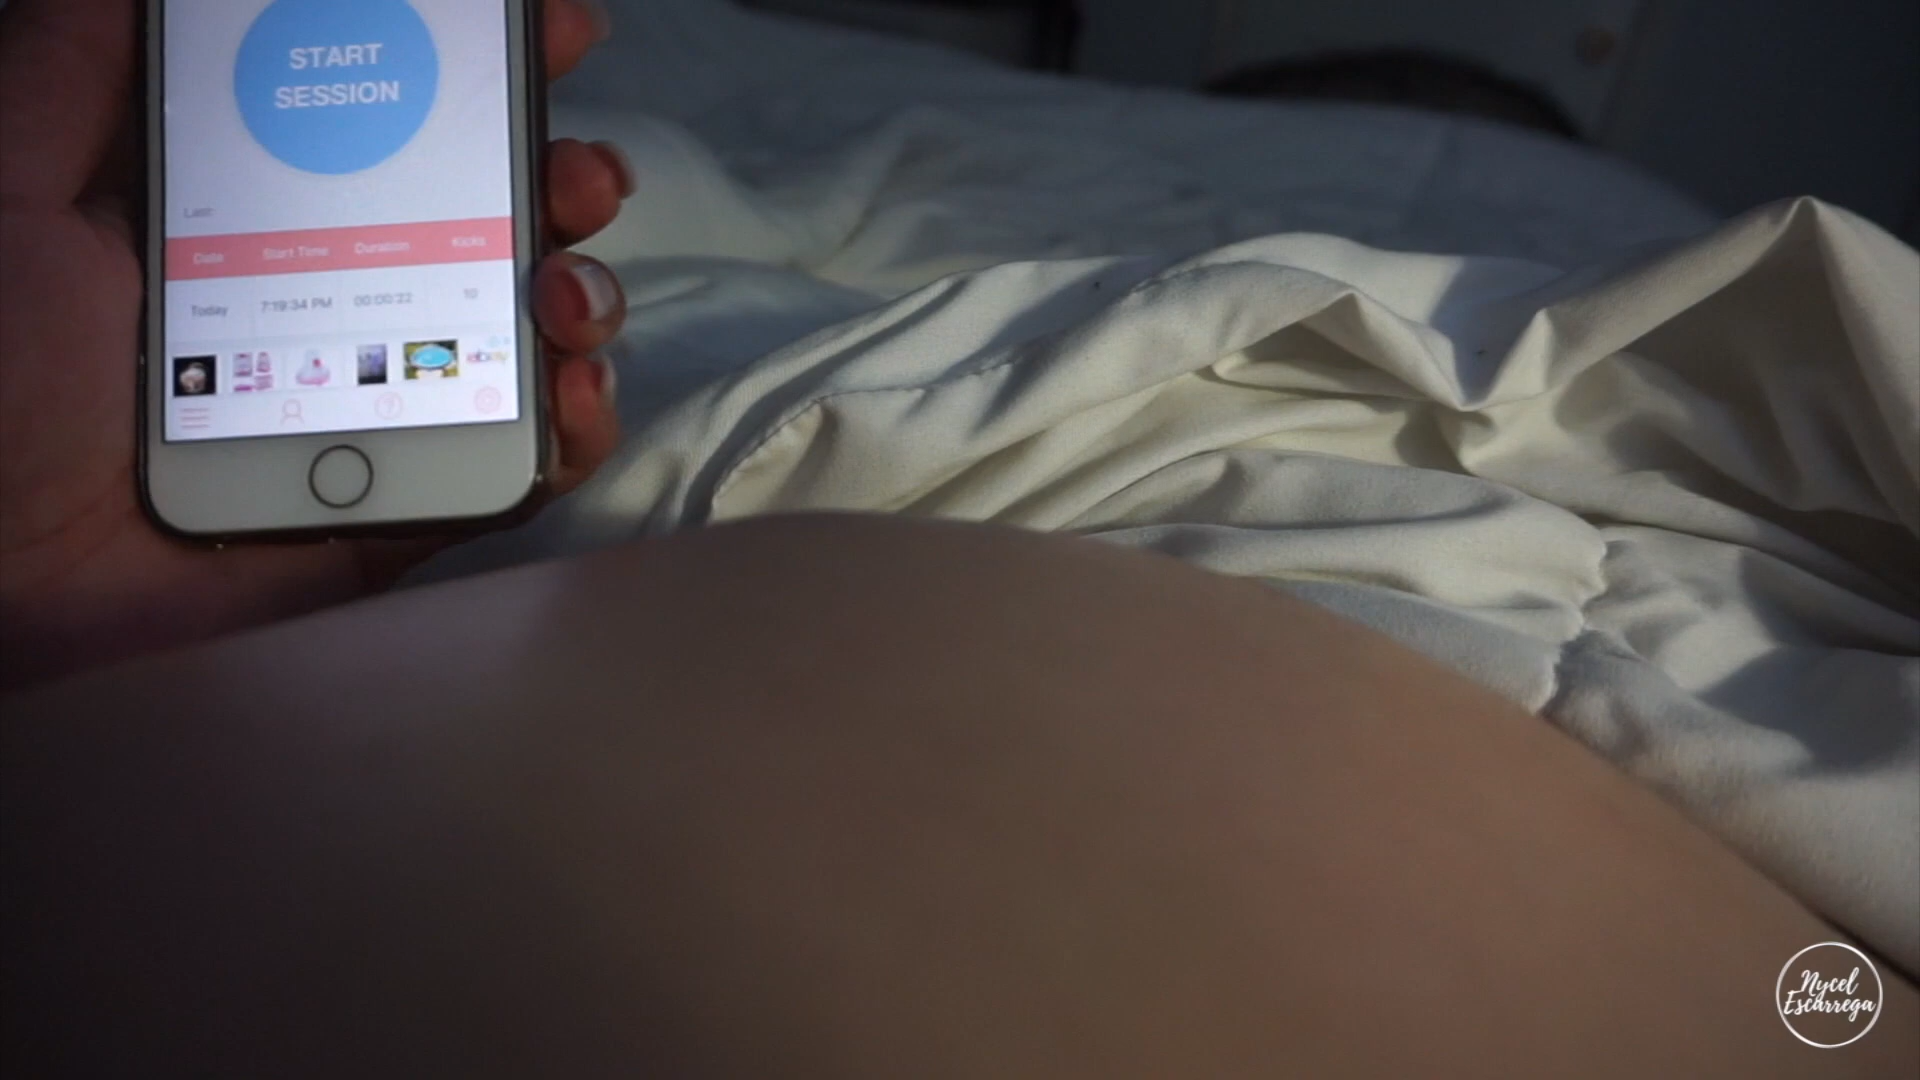 START
SESSION
Last:
Date Start Time Duration Kicks
Today 7:19:34 PM 00:00:22 10
ebay
Nycel
Escárrega